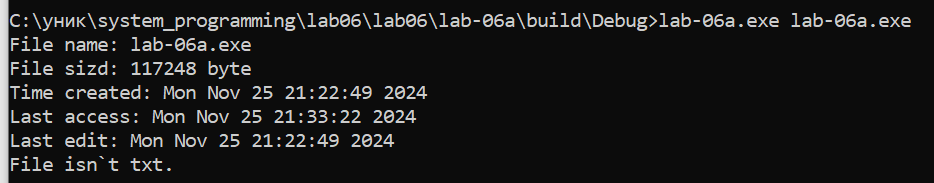 C:\уник\system_programming\lab06\lab06\lab-06a\build\Debug>lab-06a.exe lab-06a.exe
File name: lab-06a.exe
File sizd: 117248 byte
Time created: Mon Nov 25 21:22:49 2024
Last access: Mon Nov 25 21:33:22 2024
Last edit: Mon Nov 25 21:22:49 2024
File isn`t txt.